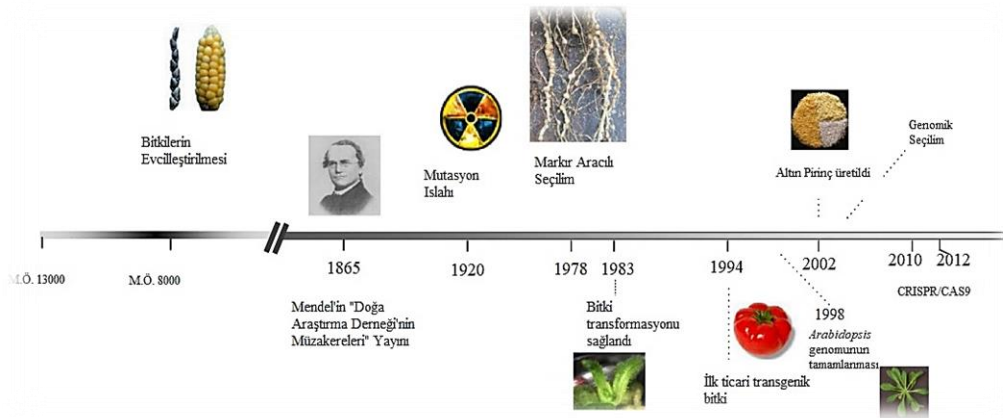 Bitkilerin
Evcilleştirilmesi
Mutasyon
Islahı
Markır Aracılı
Seçilim
Altın Pirinç üretildi
Genomik
Seçilim
M.Ö. 13000
M.Ö. 8000
1865
1920
1978
1983
1994
2002
2010
2012
CRISPR/CAS9
Mendel'in "Doğa
Araştırma Derneği'nin
Müzakereleri" Yayını
Bitki
transformasyonu
sağlandı
İlk ticari transgenik
bitki
1998
Arabidopsis
genomunun
tamamlanması